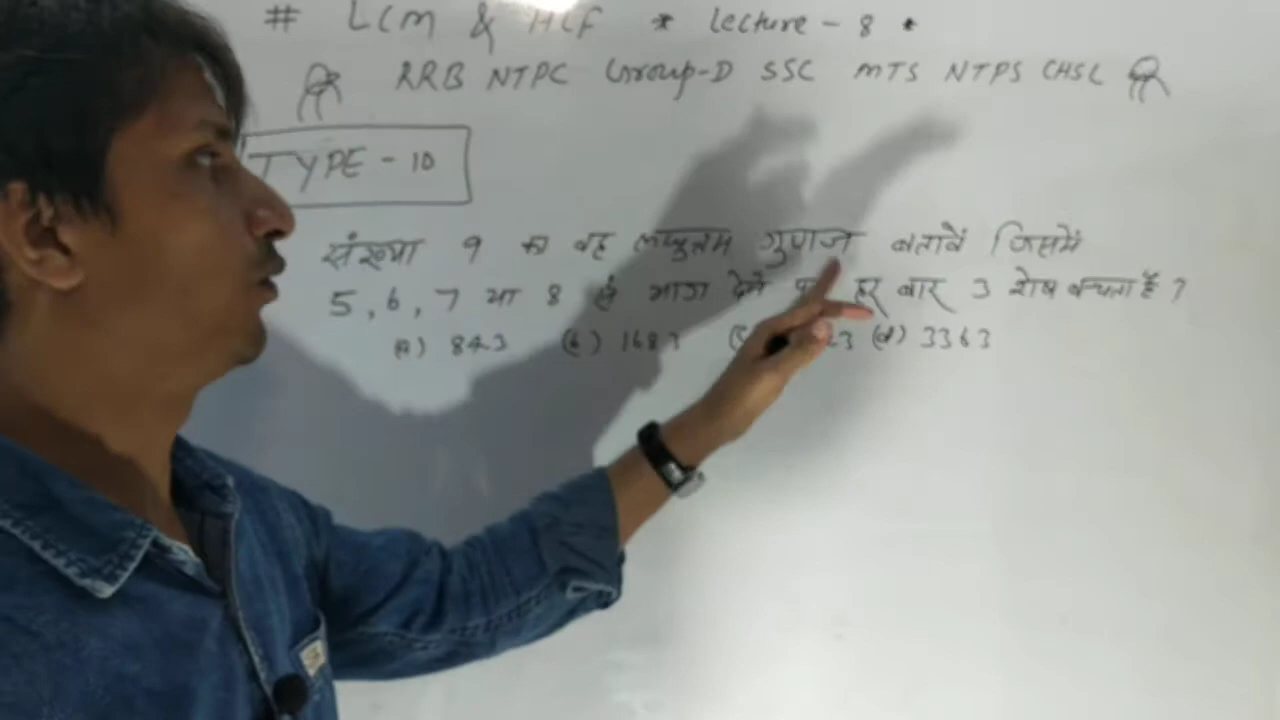 # LCM & HCF * Lecture - 8 *
RRB NTPC Group-D SSC MTS NTPS CHSL
TYPE - 10
संख्या 9 का वह लघुतम गुणज बतावें जिसमें
5, 6, 7 या 8 से भाग देने पर हर बार 3 शेष बचता है ?
(a) 843 (b) 1683 (c) 23 (d) 3363